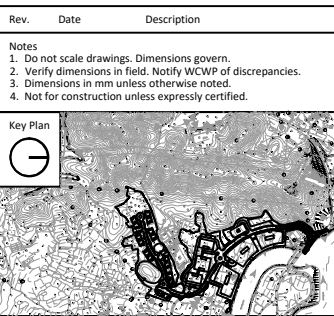 Rev. Date Description
Notes
1. Do not scale drawings. Dimensions govern.
2. Verify dimensions in field. Notify WCWP of discrepancies.
3. Dimensions in mm unless otherwise noted.
4. Not for construction unless expressly certified.
Key Plan